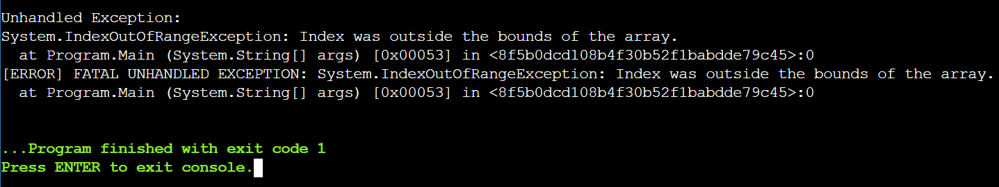 Unhandled Exception:
System.IndexOutOfRangeException: Index was outside the bounds of the array.
  at Program.Main (System.String[] args) [0x00053] in <8f5b0dcd108b4f30b52f1babdde79c45>:0
[ERROR] FATAL UNHANDLED EXCEPTION: System.IndexOutOfRangeException: Index was outside the bounds of the array.
  at Program.Main (System.String[] args) [0x00053] in <8f5b0dcd108b4f30b52f1babdde79c45>:0
...Program finished with exit code 1
Press ENTER to exit console.